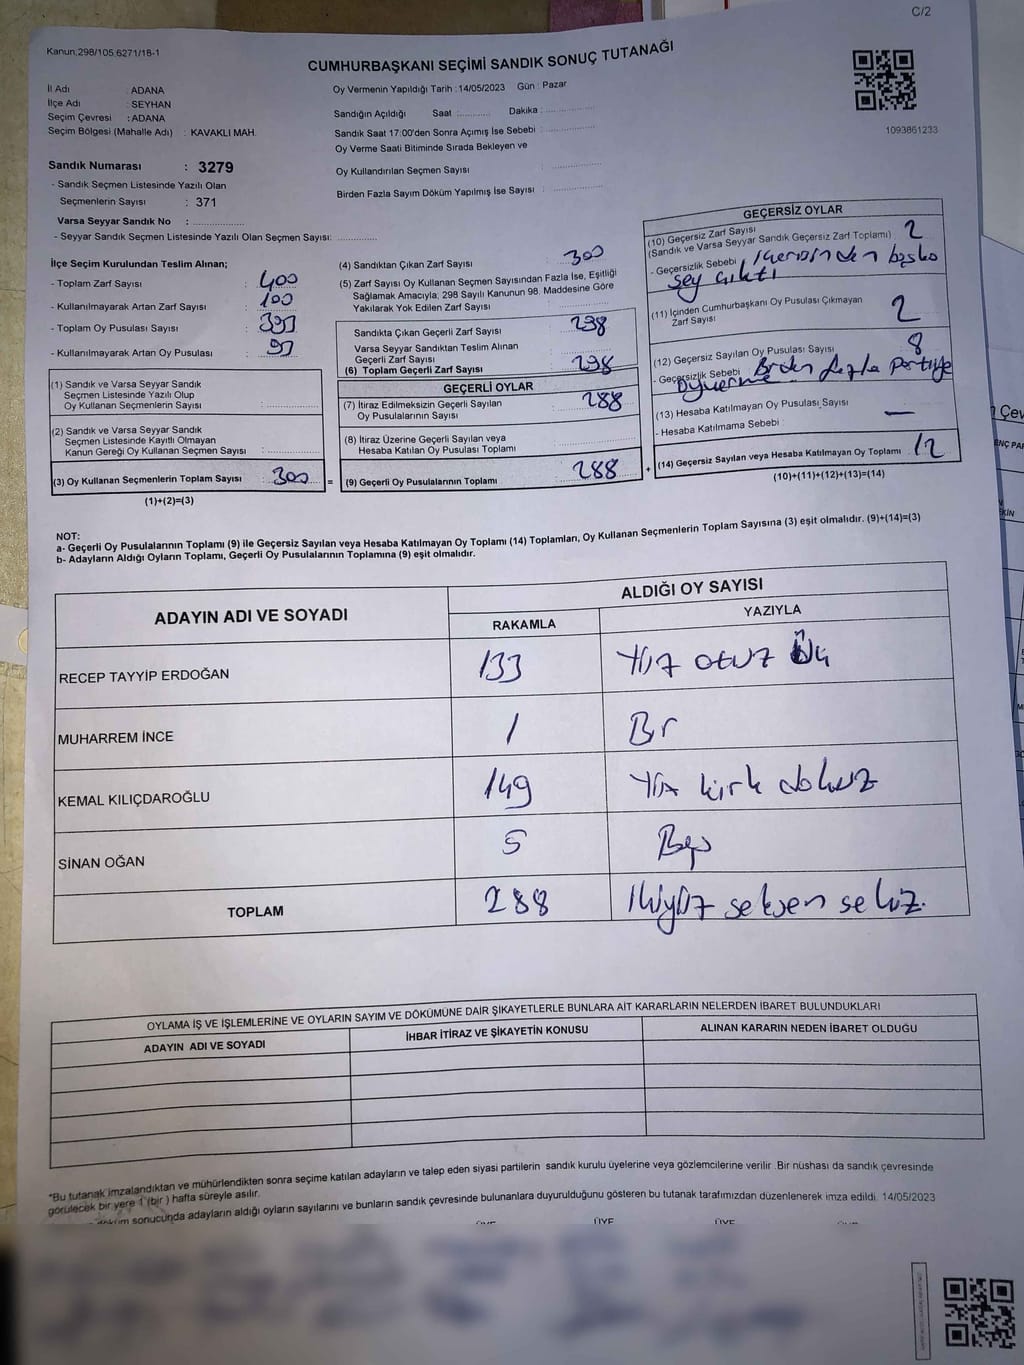 C/2
Kanun,298/105,6271/18-1
CUMHURBAŞKANI SEÇİMİ SANDIK SONUÇ TUTANAĞI
1093861233
İl Adı : ADANA
İlçe Adı : SEYHAN
Seçim Çevresi : ADANA
Seçim Bölgesi (Mahalle Adı) : KAVAKLI MAH.
Sandık Numarası : 3279
- Sandık Seçmen Listesinde Yazılı Olan
Seçmenlerin Sayısı : 371
Varsa Seyyar Sandık No :
- Seyyar Sandık Seçmen Listesinde Yazılı Olan Seçmen Sayısı:
Oy Vermenin Yapıldığı Tarih : 14/05/2023 Gün : Pazar
Sandığın Açıldığı Saat : Dakika :
Sandık Saat 17:00'den Sonra Açımış İse Sebebi :
Oy Verme Saati Bitiminde Sırada Bekleyen ve
Oy Kullandırılan Seçmen Sayısı :
Birden Fazla Sayım Döküm Yapılmış İse Sayısı :
İlçe Seçim Kurulundan Teslim Alınan;
- Toplam Zarf Sayısı : 400
- Kullanılmayarak Artan Zarf Sayısı : 100
- Toplam Oy Pusulası Sayısı : 397
- Kullanılmayarak Artan Oy Pusulası : 97
(1) Sandık ve Varsa Seyyar Sandık
Seçmen Listesinde Yazılı Olup
Oy Kullanan Seçmenlerin Sayısı :
(2) Sandık ve Varsa Seyyar Sandık
Seçmen Listesinde Kayıtlı Olmayan
Kanun Gereği Oy Kullanan Seçmen Sayısı :
(3) Oy Kullanan Seçmenlerin Toplam Sayısı : 300
(1)+(2)=(3)
=
(4) Sandıktan Çıkan Zarf Sayısı : 300
(5) Zarf Sayısı Oy Kullanan Seçmen Sayısından Fazla İse, Eşitliği
Sağlamak Amacıyla; 298 Sayılı Kanunun 98. Maddesine Göre
Yakılarak Yok Edilen Zarf Sayısı :
Sandıkta Çıkan Geçerli Zarf Sayısı : 298
Varsa Seyyar Sandıktan Teslim Alınan
Geçerli Zarf Sayısı :
(6) Toplam Geçerli Zarf Sayısı : 298
GEÇERLİ OYLAR
(7) İtiraz Edilmeksizin Geçerli Sayılan
Oy Pusulalarının Sayısı : 288
(8) İtiraz Üzerine Geçerli Sayılan veya
Hesaba Katılan Oy Pusulası Toplamı :
(9) Geçerli Oy Pusulalarının Toplamı : 288
+
GEÇERSİZ OYLAR
(10) Geçersiz Zarf Sayısı
(Sandık ve Varsa Seyyar Sandık Geçersiz Zarf Toplamı) : 2
- Geçersizlik Sebebi : İçerisinden başka
şey çıktı
(11) İçinden Cumhurbaşkanı Oy Pusulası Çıkmayan
Zarf Sayısı : 2
(12) Geçersiz Sayılan Oy Pusulası Sayısı : 8
- Geçersizlik Sebebi : Birden fazla partiye
oy verme
(13) Hesaba Katılmayan Oy Pusulası Sayısı : —
- Hesaba Katılmama Sebebi :
(14) Geçersiz Sayılan veya Hesaba Katılmayan Oy Toplamı : 12
(10)+(11)+(12)+(13)=(14)
NOT:
a- Geçerli Oy Pusulalarının Toplamı (9) ile Geçersiz Sayılan veya Hesaba Katılmayan Oy Toplamı (14) Toplamları, Oy Kullanan Seçmenlerin Toplam Sayısına (3) eşit olmalıdır. (9)+(14)=(3)
b- Adayların Aldığı Oyların Toplamı, Geçerli Oy Pusulalarının Toplamına (9) eşit olmalıdır.
ADAYIN ADI VE SOYADI ALDIĞI OY SAYISI
RAKAMLA YAZIYLA
RECEP TAYYİP ERDOĞAN 133 Yüz otuz Üç
MUHARREM İNCE 1 Bir
KEMAL KILIÇDAROĞLU 149 Yüz kırk dokuz
SİNAN OĞAN 5 Beş
TOPLAM 288 İkiyüz seksen sekiz.
OYLAMA İŞ VE İŞLEMLERİNE VE OYLARIN SAYIM VE DÖKÜMÜNE DAİR ŞİKAYETLERLE BUNLARA AİT KARARLARIN NELERDEN İBARET BULUNDUKLARI
ADAYIN ADI VE SOYADI İHBAR İTİRAZ VE ŞİKAYETİN KONUSU ALINAN KARARIN NEDEN İBARET OLDUĞU
*Bu tutanak imzalandıktan ve mühürlendikten sonra seçime katılan adayların ve talep eden siyasi partilerin sandık kurulu üyelerine veya gözlemcilerine verilir .Bir nüshası da sandık çevresinde
görülecek bir yere 1 (bir ) hafta süreyle asılır.
döküm sonucunda adayların aldığı oyların sayılarını ve bunların sandık çevresinde bulunanlara duyurulduğunu gösteren bu tutanak tarafımızdan düzenlenerek imza edildi. 14/05/2023
ÜYE ÜYE ÜYE ÜYE